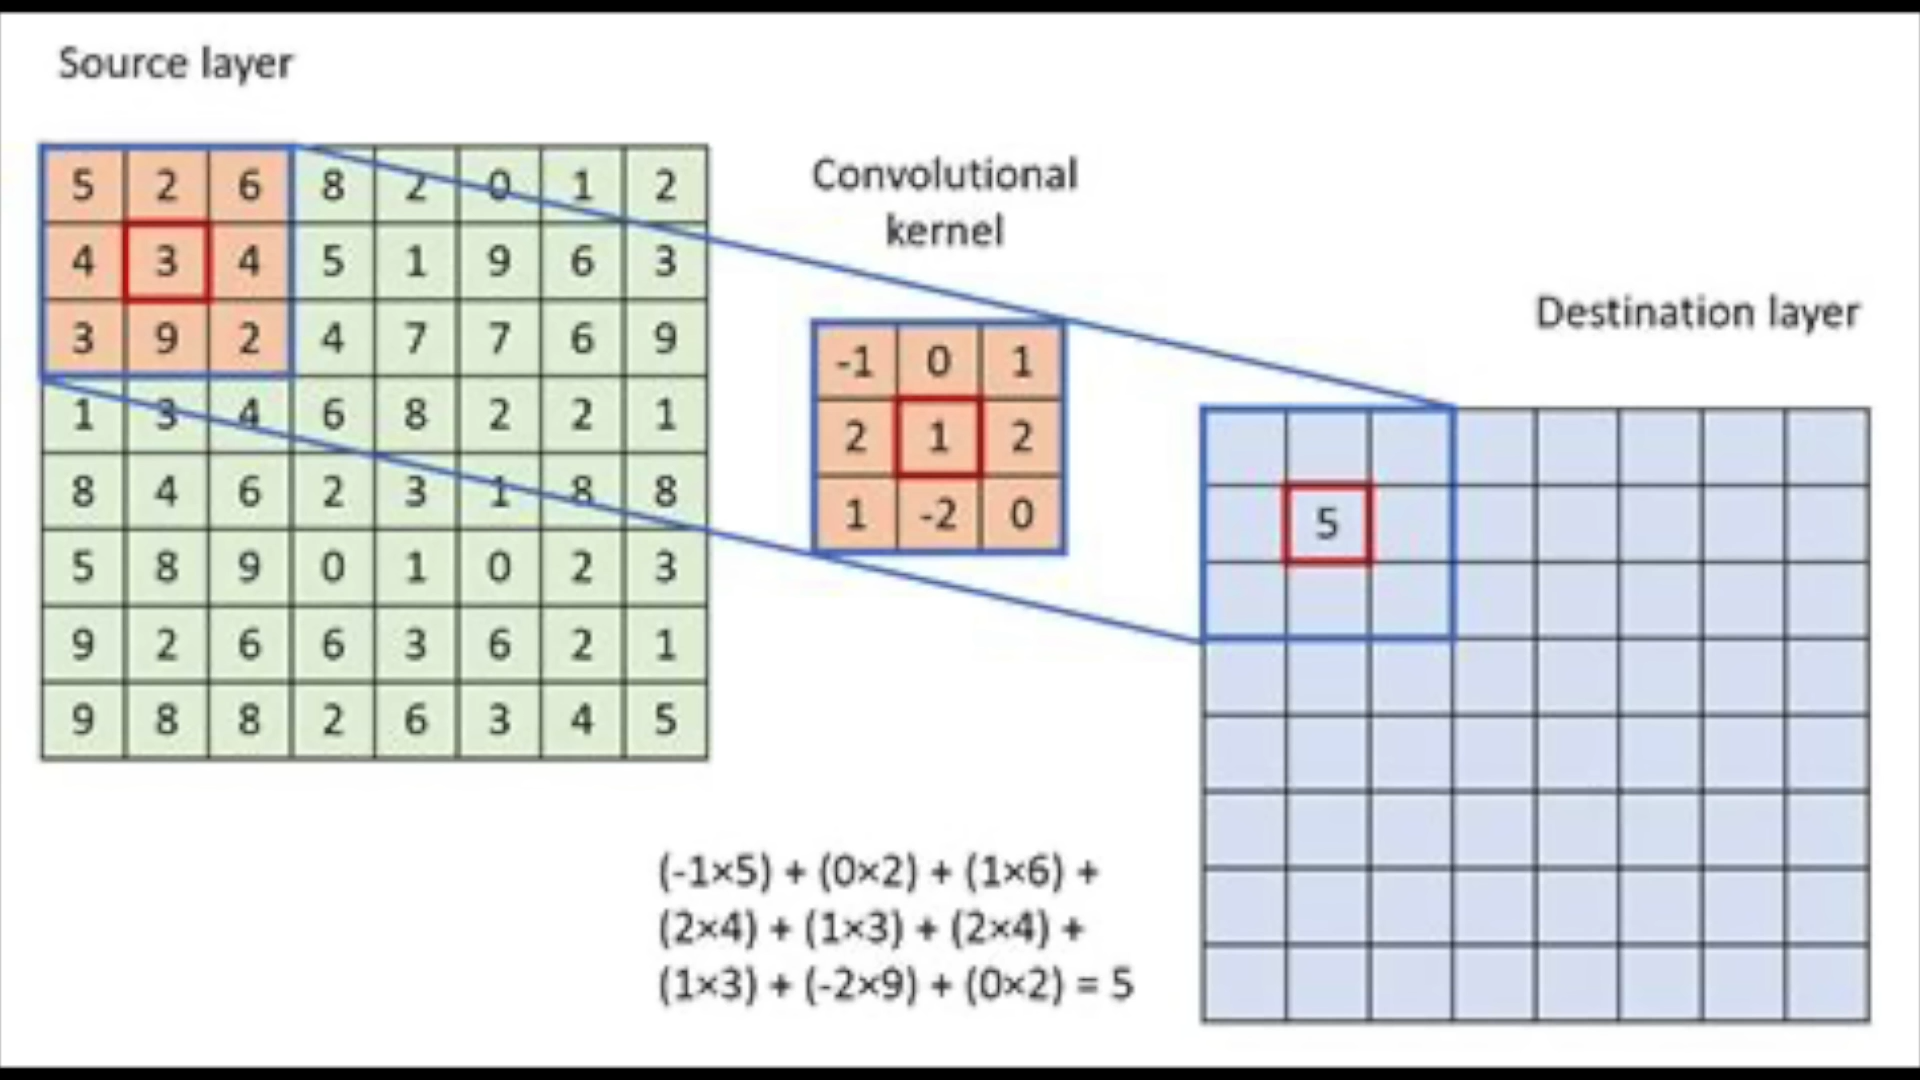 Source layer
5 2 6 8 2 0 1 2
4 3 4 5 1 9 6 3
3 9 2 4 7 7 6 9
1 3 4 6 8 2 2 1
8 4 6 2 3 1 8 8
5 8 9 0 1 0 2 3
9 2 6 6 3 6 2 1
9 8 8 2 6 3 4 5
Convolutional
kernel
-1 0 1
2 1 2
1 -2 0
Destination layer
5
(-1×5) + (0×2) + (1×6) +
(2×4) + (1×3) + (2×4) +
(1×3) + (-2×9) + (0×2) = 5